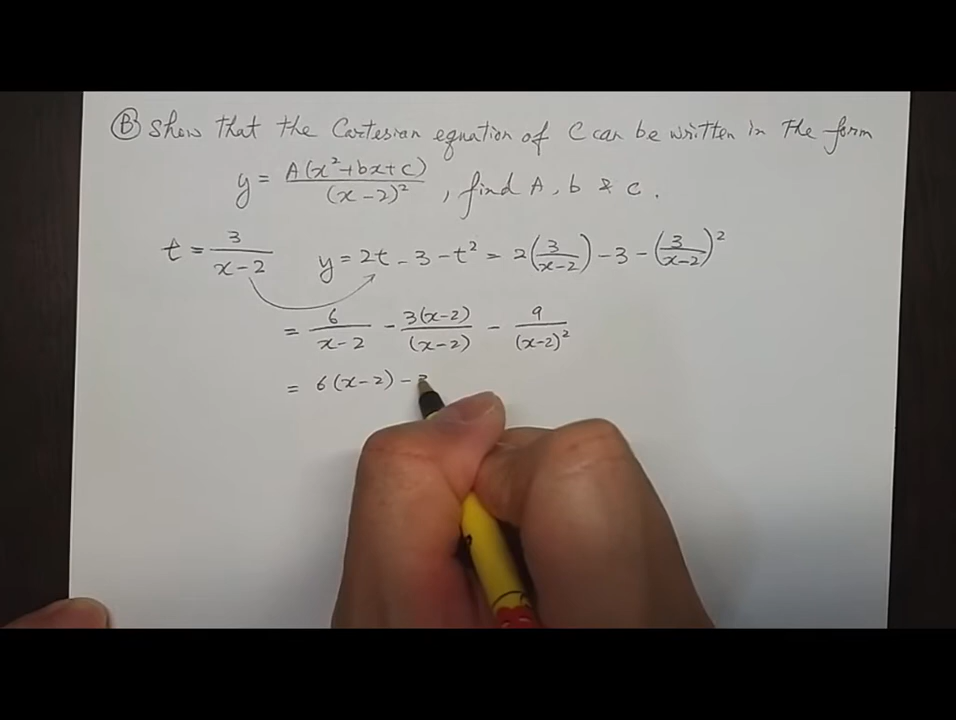 Ⓑ Show that the Cartesian equation of C can be written in the form
y = A(x²+bx+c)/(x-2)² , find A, b & c.
t = 3/(x-2)   y = 2t - 3 - t² = 2(3/(x-2)) - 3 - (3/(x-2))²
= 6/(x-2) - 3(x-2)/(x-2) - 9/(x-2)²
= 6(x-2) -